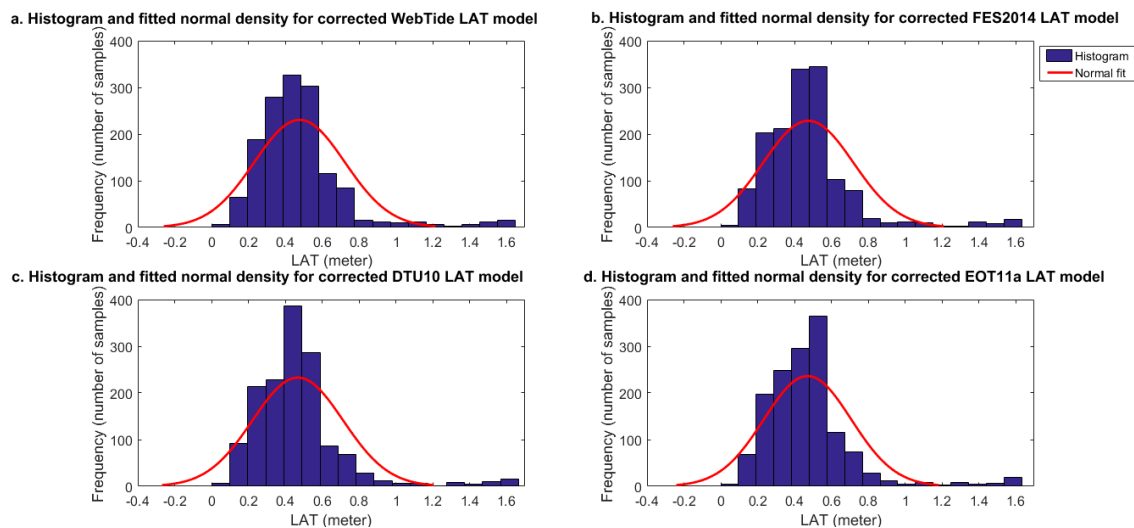 a. Histogram and fitted normal density for corrected WebTide LAT model
400
300
200
100
0
Frequency (number of samples)
-0.4 -0.2 0 0.2 0.4 0.6 0.8 1 1.2 1.4 1.6
LAT (meter)
b. Histogram and fitted normal density for corrected FES2014 LAT model
400
300
200
100
0
Frequency (number of samples)
-0.4 -0.2 0 0.2 0.4 0.6 0.8 1 1.2 1.4 1.6
LAT (meter)
Histogram
Normal fit
c. Histogram and fitted normal density for corrected DTU10 LAT model
400
300
200
100
0
Frequency (number of samples)
-0.4 -0.2 0 0.2 0.4 0.6 0.8 1 1.2 1.4 1.6
LAT (meter)
d. Histogram and fitted normal density for corrected EOT11a LAT model
400
300
200
100
0
Frequency (number of samples)
-0.4 -0.2 0 0.2 0.4 0.6 0.8 1 1.2 1.4 1.6
LAT (meter)